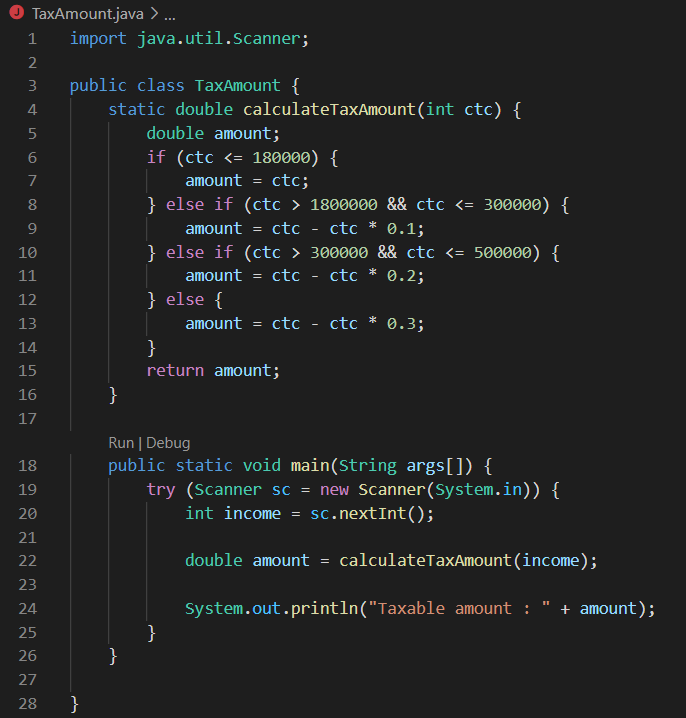 TaxAmount.java > ...
1 import java.util.Scanner;
2
3 public class TaxAmount {
4     static double calculateTaxAmount(int ctc) {
5         double amount;
6         if (ctc <= 180000) {
7             amount = ctc;
8         } else if (ctc > 1800000 && ctc <= 300000) {
9             amount = ctc - ctc * 0.1;
10         } else if (ctc > 300000 && ctc <= 500000) {
11             amount = ctc - ctc * 0.2;
12         } else {
13             amount = ctc - ctc * 0.3;
14         }
15         return amount;
16     }
17
Run | Debug
18     public static void main(String args[]) {
19         try (Scanner sc = new Scanner(System.in)) {
20             int income = sc.nextInt();
21
22             double amount = calculateTaxAmount(income);
23
24             System.out.println("Taxable amount : " + amount);
25         }
26     }
27
28 }